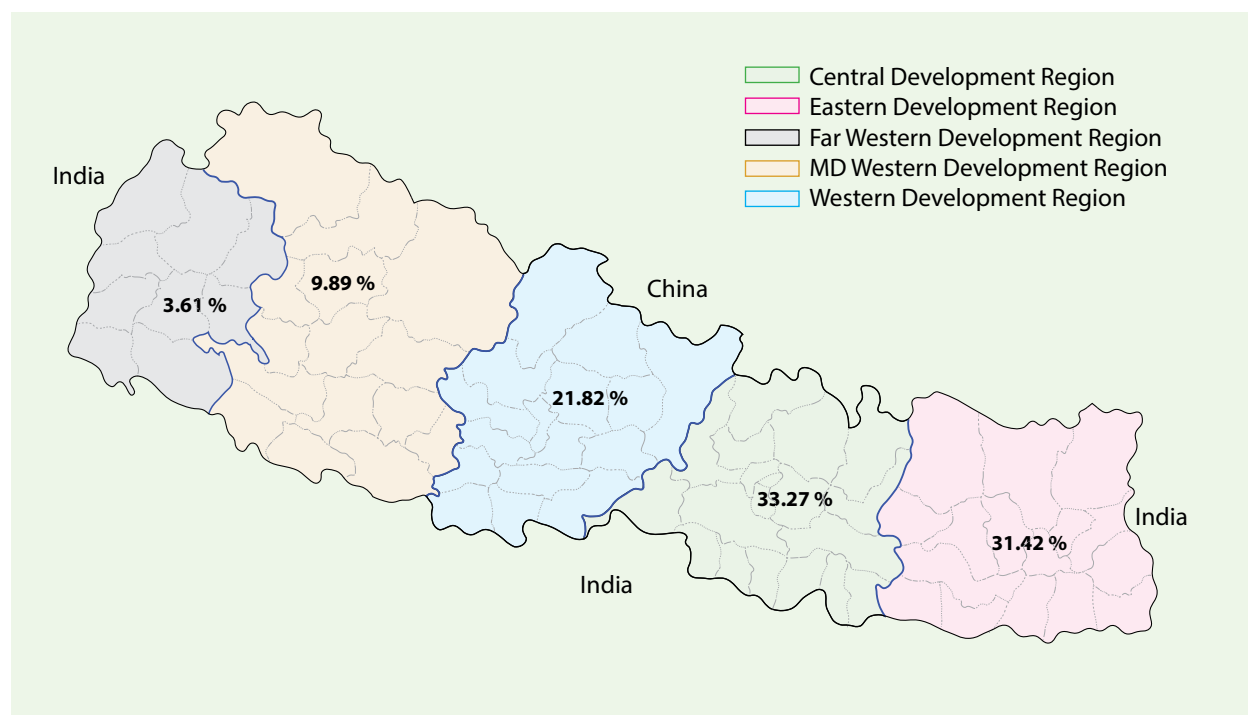 Central Development Region
Eastern Development Region
Far Western Development Region
MD Western Development Region
Western Development Region
India
9.89 %
China
3.61 %
21.82 %
33.27 %
India
31.42 %
India